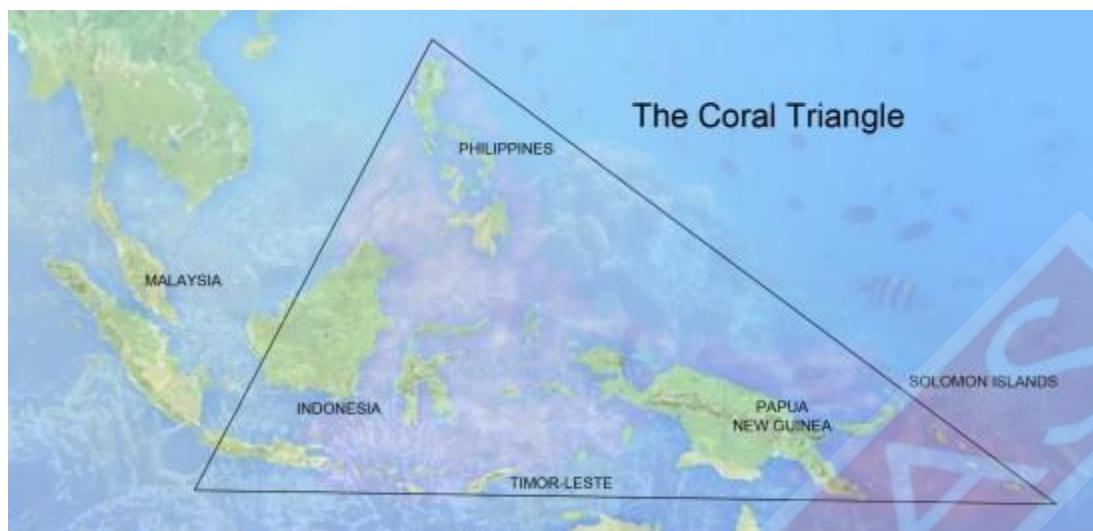 The Coral Triangle
PHILIPPINES
MALAYSIA
SOLOMON ISLANDS
INDONESIA
PAPUA
NEW GUINEA
TIMOR-LESTE